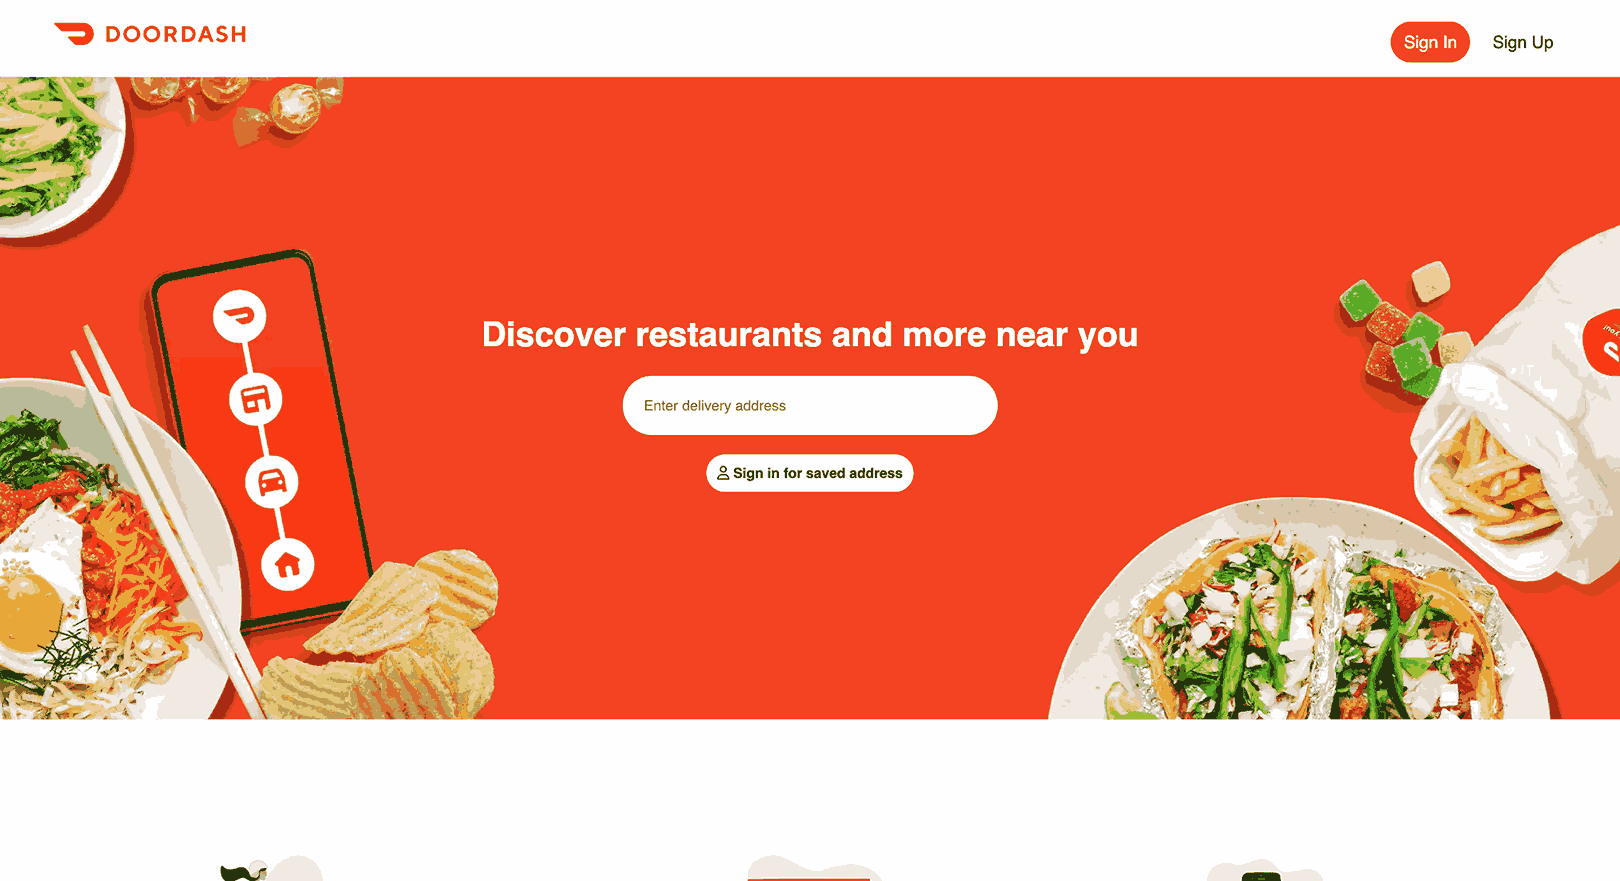 DOORDASH
Sign In
Sign Up
Discover restaurants and more near you
Enter delivery address
Sign in for saved address